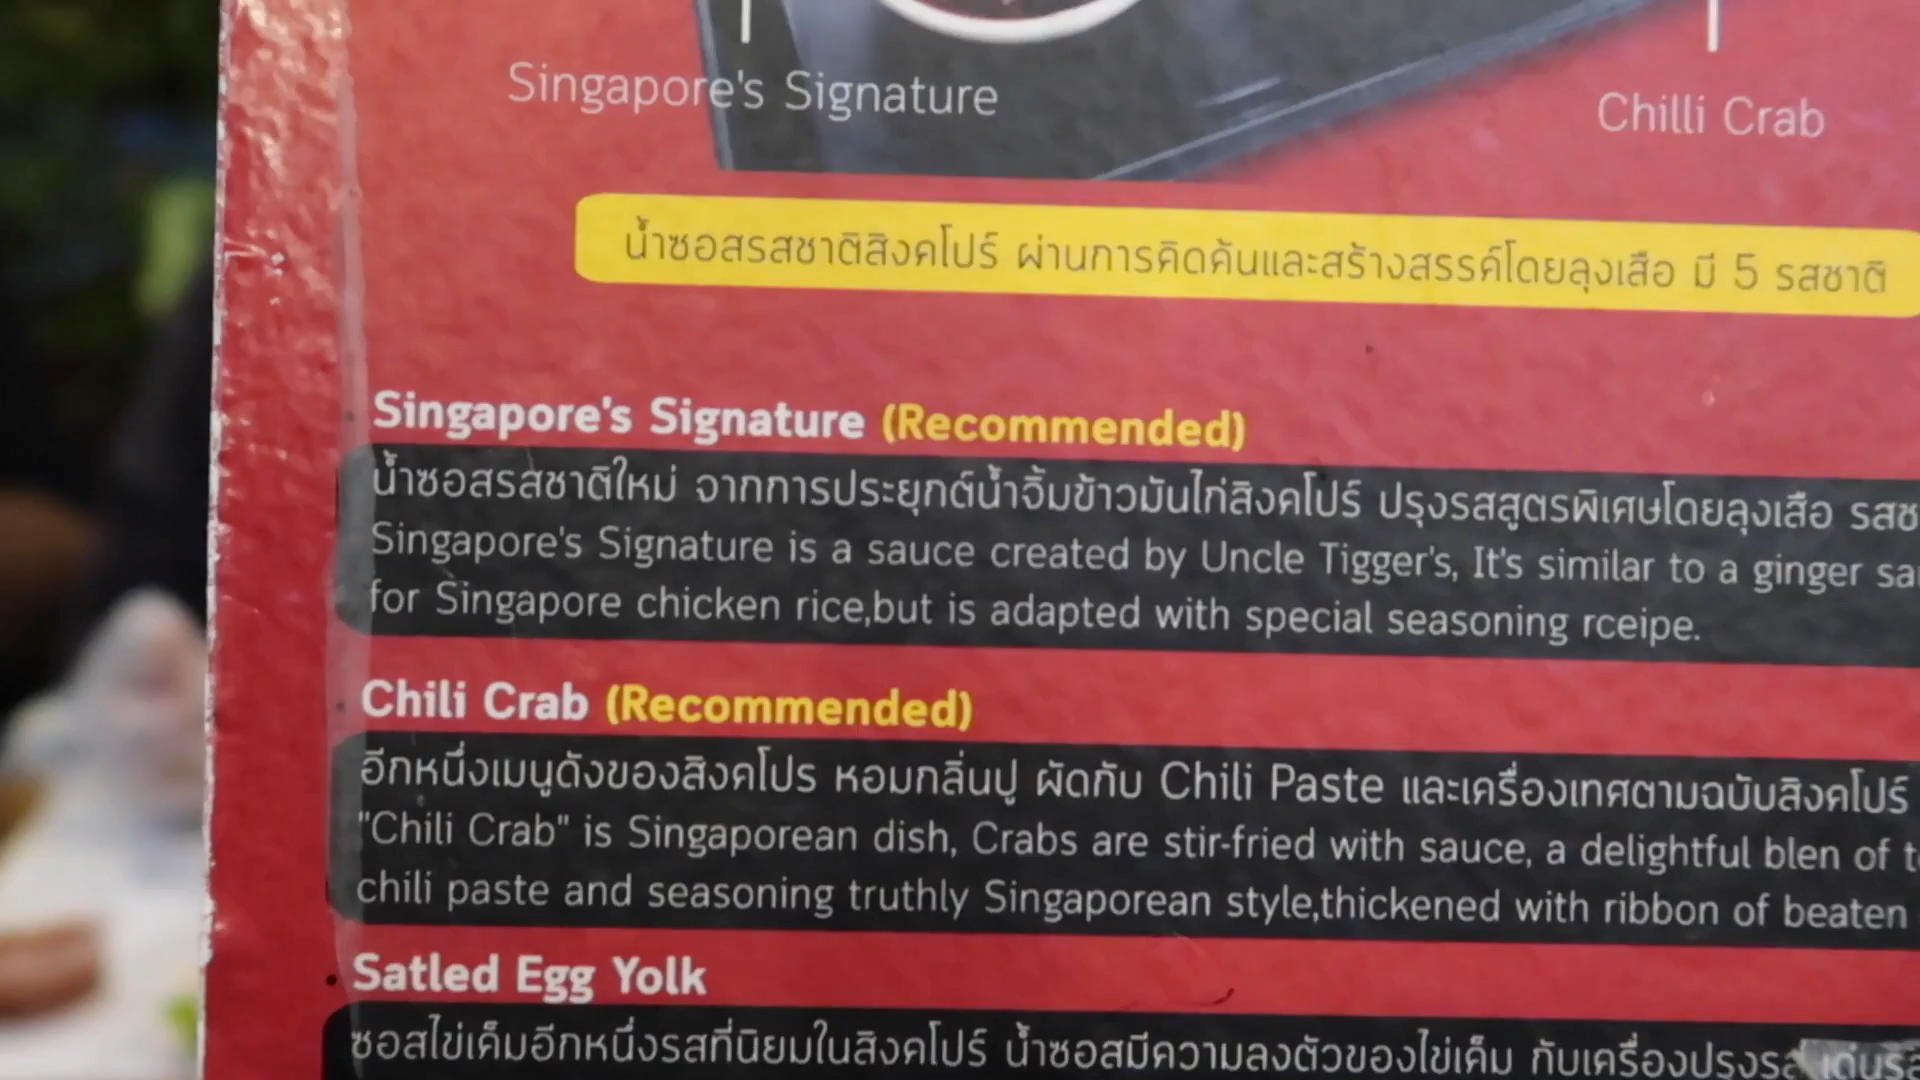 Singapore's Signature
Chilli Crab
น้ำซอสรสชาติสิงคโปร์ ผ่านการคิดค้นและสร้างสรรค์โดยลุงเสือ มี 5 รสชาติ
Singapore's Signature (Recommended)
น้ำซอสรสชาติใหม่ จากการประยุกต์น้ำจิ้มข้าวมันไก่สิงคโปร์ ปรุงรสสูตรพิเศษโดยลุงเสือ
Singapore's Signature is a sauce created by Uncle Tigger's, It's similar to a ginger
for Singapore chicken rice,but is adapted with special seasoning rceipe.
Chili Crab (Recommended)
อีกหนึ่งเมนูดังของสิงคโปร หอมกลิ่นปู ผัดกับ Chili Paste และเครื่องเทศตามฉบับสิงคโปร์
"Chili Crab" is Singaporean dish, Crabs are stir-fried with sauce, a delightful blen of
chili paste and seasoning truthly Singaporean style,thickened with ribbon of beaten
Satled Egg Yolk
ซอสไข่เค็มอีกหนึ่งรสที่นิยมในสิงคโปร์ น้ำซอสมีความลงตัวของไข่เค็ม กับเครื่องปรุงรส